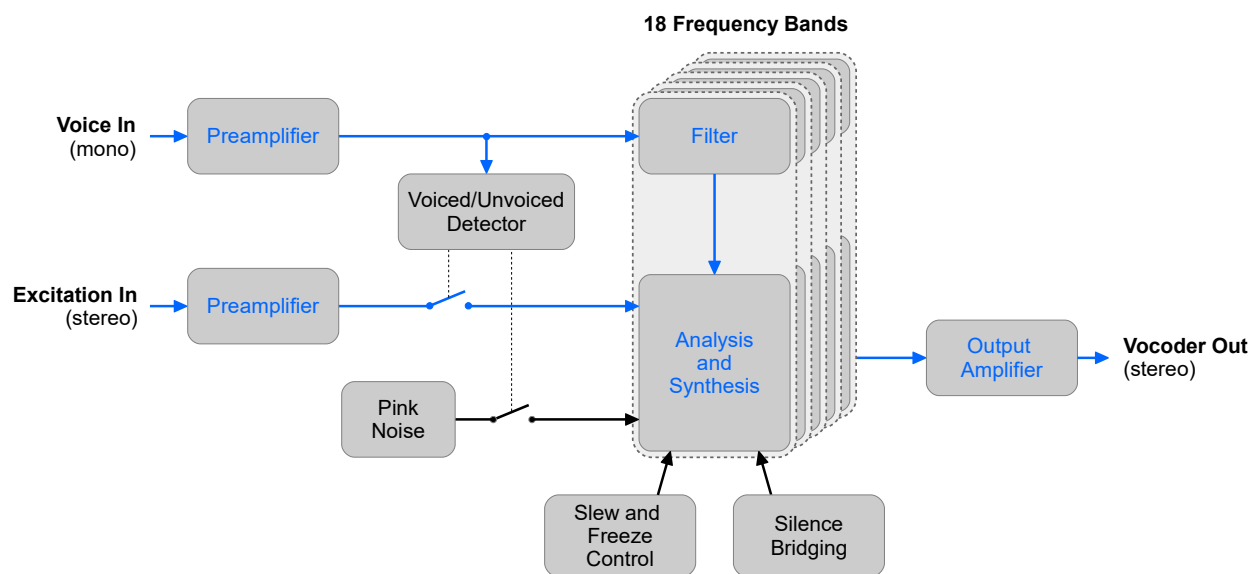 18 Frequency Bands
Voice In
(mono)
Preamplifier
Filter
Voiced/Unvoiced
Detector
Excitation In
(stereo)
Preamplifier
Analysis
and
Synthesis
Output
Amplifier
Vocoder Out
(stereo)
Pink
Noise
Slew and
Freeze
Control
Silence
Bridging